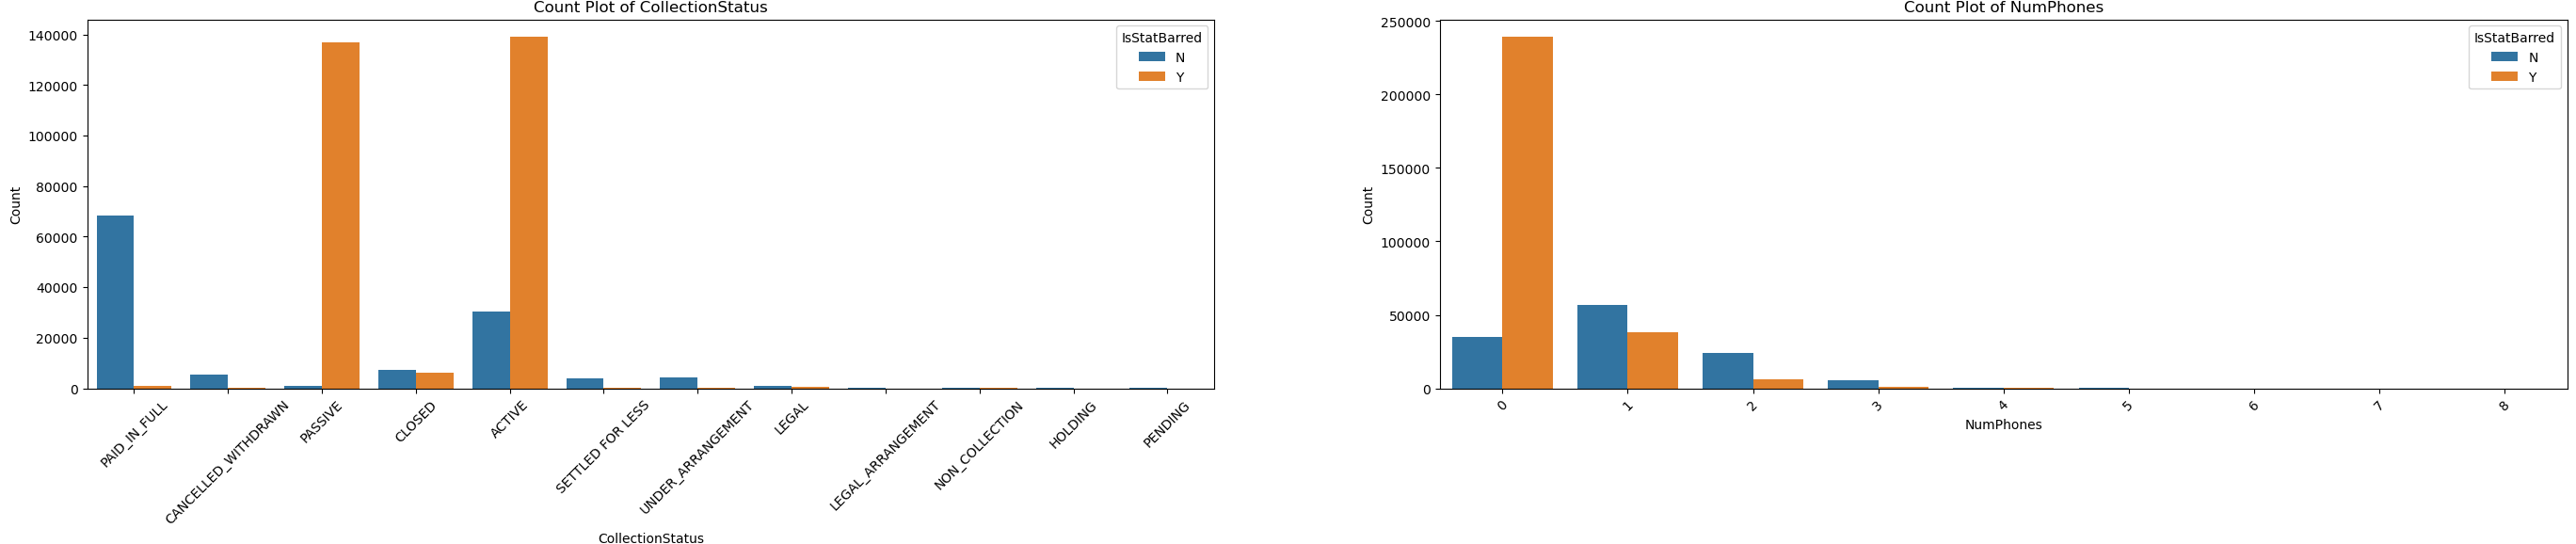 Count Plot of CollectionStatus
140000
120000
100000
80000
60000
40000
20000
0
Count
IsStatBarred
N
Y
PAID_IN_FULL
CANCELLED_WITHDRAWN
PASSIVE
CLOSED
ACTIVE
SETTLED FOR LESS
UNDER_ARRANGEMENT
LEGAL
LEGAL_ARRANGEMENT
NON_COLLECTION
HOLDING
PENDING
CollectionStatus
Count Plot of NumPhones
250000
200000
150000
100000
50000
0
Count
IsStatBarred
N
Y
0
1
2
3
4
5
6
7
8
NumPhones